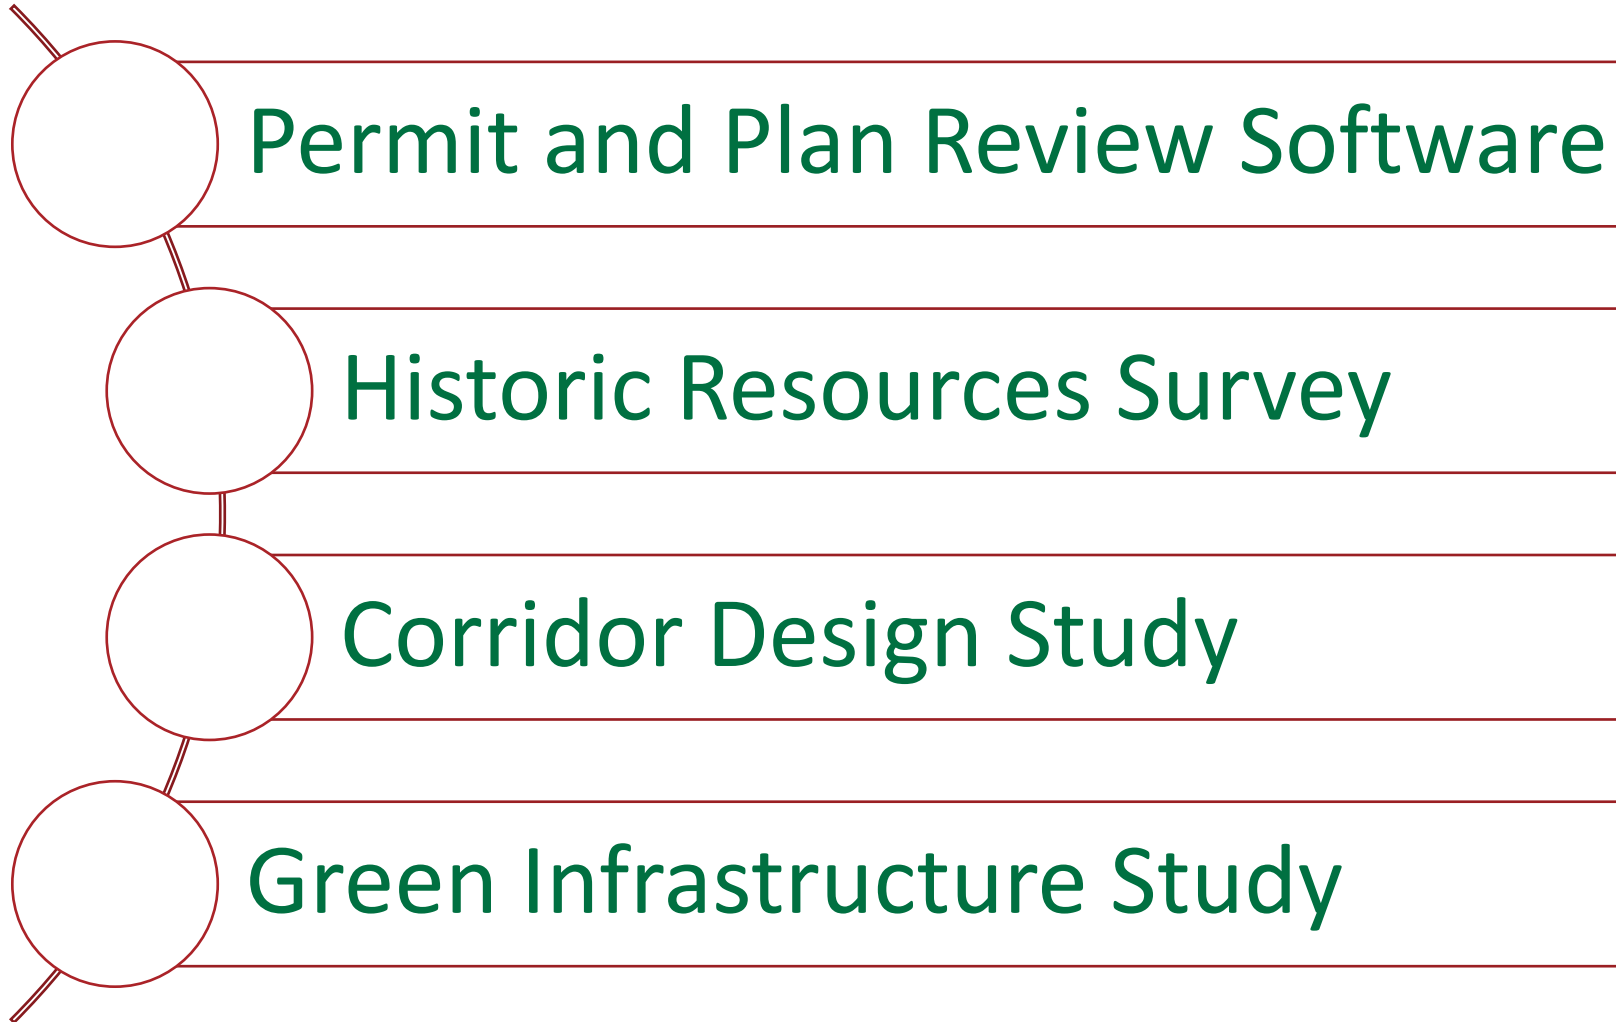 Permit and Plan Review Software
Historic Resources Survey
Corridor Design Study
Green Infrastructure Study